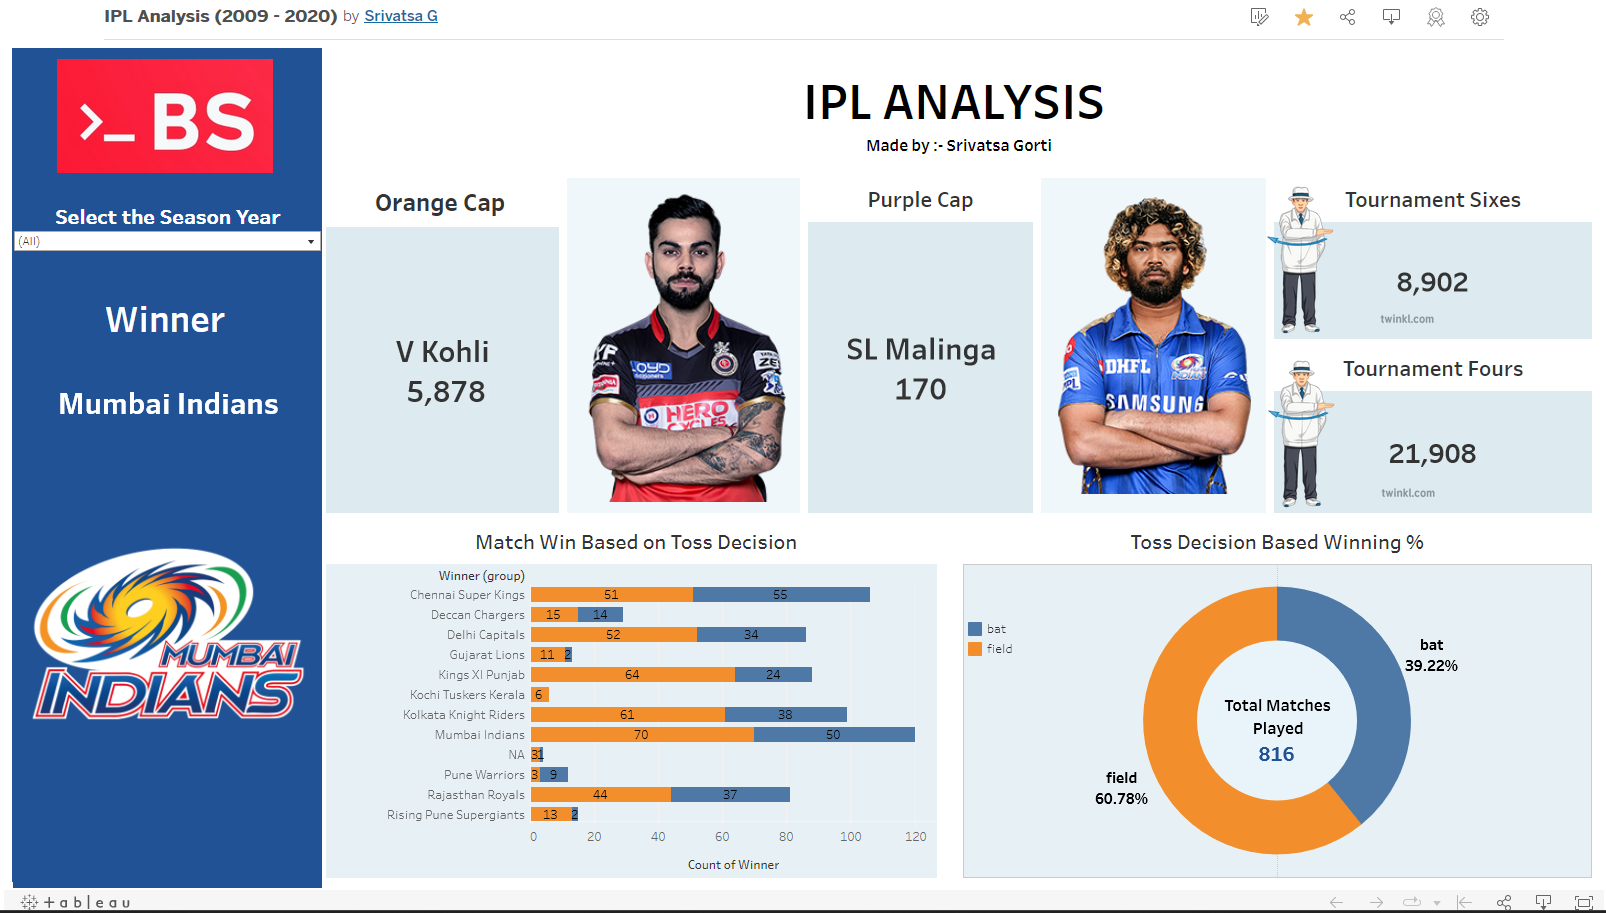 IPL Analysis (2009 - 2020) by Srivatsa G
>_ BS
Select the Season Year
(All)
Winner
Mumbai Indians
MUMBAI
INDIANS
IPL ANALYSIS
Made by :- Srivatsa Gorti
Orange Cap
V Kohli
5,878
HERO
CYCLES
Purple Cap
SL Malinga
170
DHFL
SAMSUNG
Tournament Sixes
8,902
twinkl.com
Tournament Fours
21,908
twinkl.com
Match Win Based on Toss Decision
Winner (group)
Chennai Super Kings 51 55
Deccan Chargers 15 14
Delhi Capitals 52 34
Gujarat Lions 11 2
Kings XI Punjab 64 24
Kochi Tuskers Kerala 6
Kolkata Knight Riders 61 38
Mumbai Indians 70 50
NA 3 1
Pune Warriors 3 9
Rajasthan Royals 44 37
Rising Pune Supergiants 13 2
0 20 40 60 80 100 120
Count of Winner
Toss Decision Based Winning %
bat
field
bat
39.22%
Total Matches
Played
816
field
60.78%
+ a b l e a u